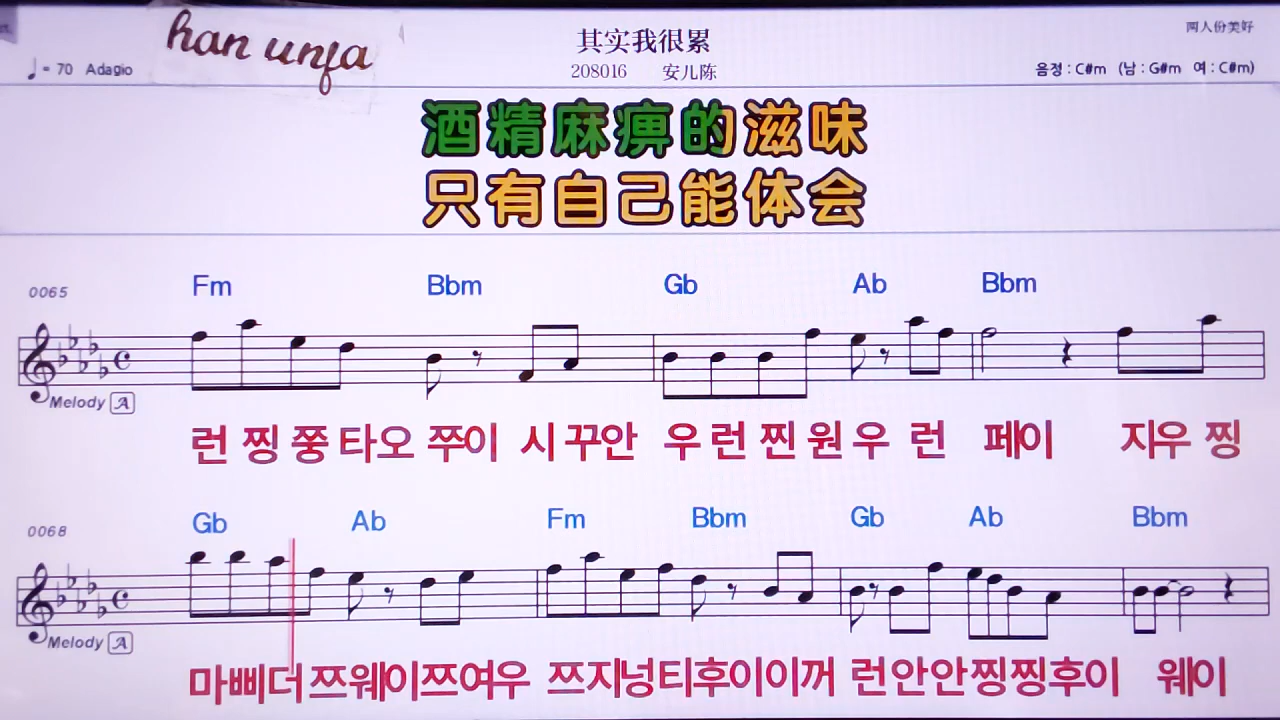 han unja
其实我很累
两人份美好
♩= 70 Adagio
208016 安儿陈
음정 : C#m (남 : G#m 여 : C#m)
酒精麻痹的滋味
只有自己能体会
0065 Fm Bbm Gb Ab Bbm
Melody A
런 찡 쭝 타오 쭈이 시 꾸안 우 런 찐 원 우 런 페이 지우 찡
0068 Gb Ab Fm Bbm Gb Ab Bbm
Melody A
마삐더 쯔웨이쯔여우 쯔지넝티후이이꺼 런안안찡찡후이 웨이